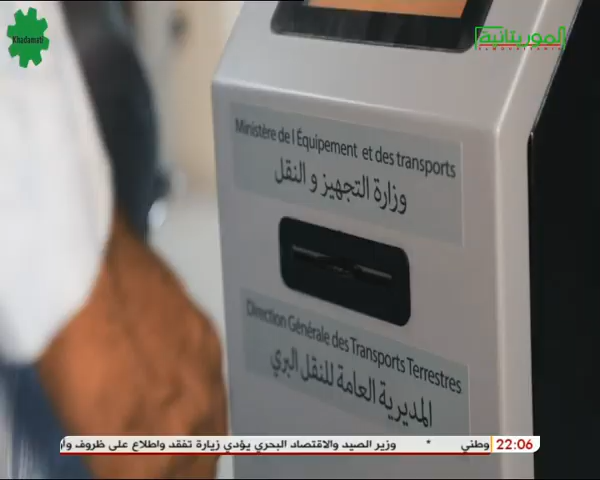 Khadamati
الموريتانية
Ministère de l'Équipement et des transports
وزارة التجهيز و النقل
Direction Générale des Transports Terrestres
المديرية العامة للنقل البري
22:06 وطني * وزير الصيد والاقتصاد البحري يؤدي زيارة تفقد واطلاع على ظروف